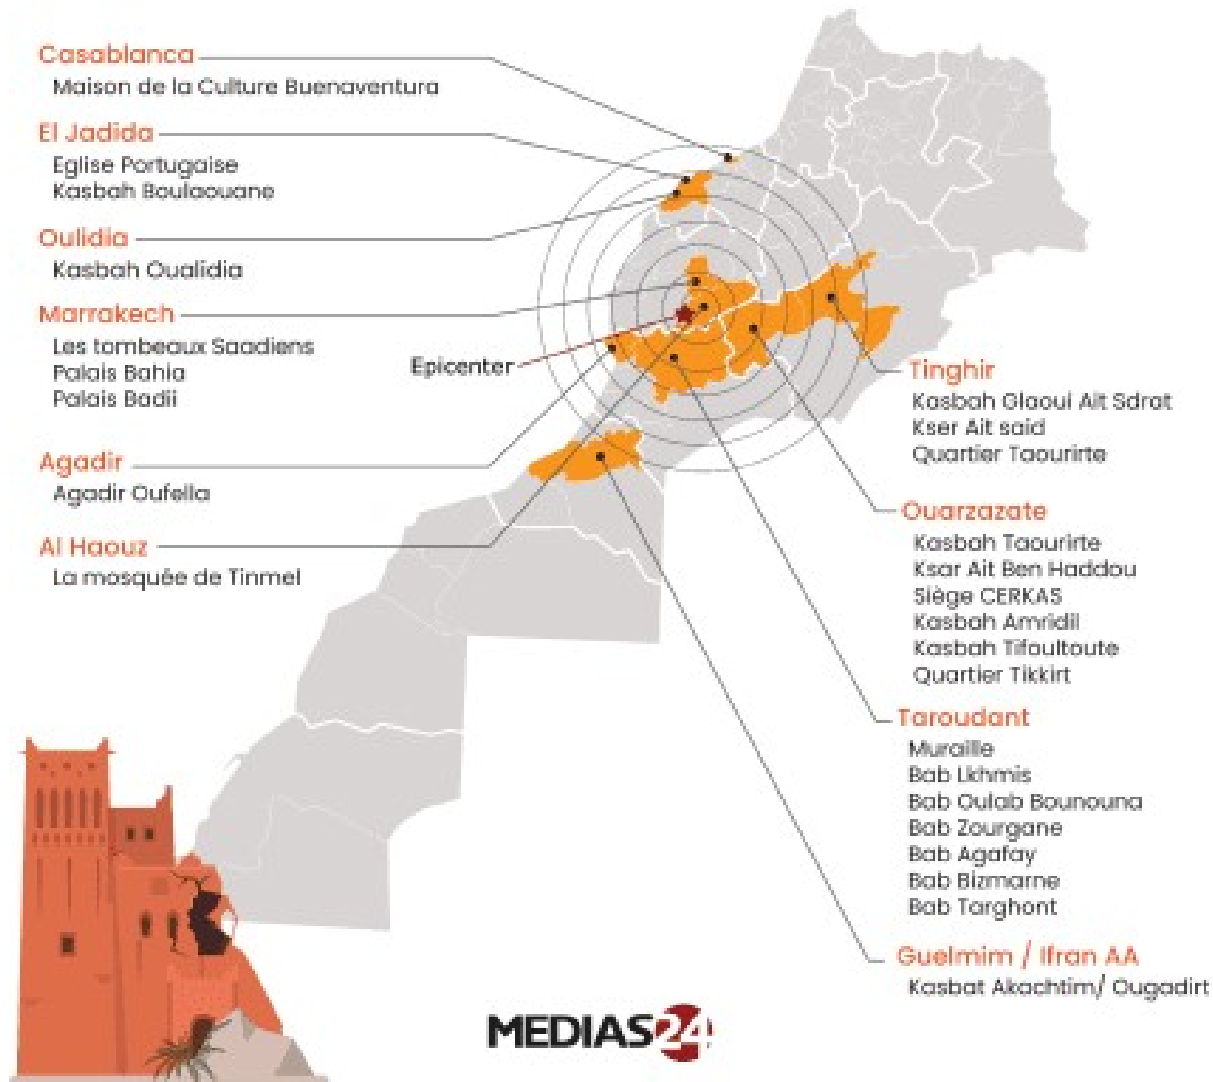 Casablanca
Maison de la Culture Buenaventura
El Jadida
Eglise Portugaise
Kasbah Boulaouane
Oulidia
Kasbah Oualidia
Marrakech
Les tombeaux Saadiens
Palais Bahia
Palais Badii
Epicenter
Agadir
Agadir Oufella
Al Haouz
La mosquée de Tinmel
Tinghir
Kasbah Glaoui Ait Sdrat
Kser Ait said
Quartier Taourirte
Ouarzazate
Kasbah Taourirte
Ksar Ait Ben Haddou
Siège CERKAS
Kasbah Amridil
Kasbah Tifoultoute
Quartier Tikkirt
Taroudant
Muraille
Bab Lkhmis
Bab Oulab Bounouna
Bab Zourgane
Bab Agafay
Bab Bizmarne
Bab Targhont
Guelmim / Ifran AA
Kasbat Akachtim/ Ougadirt
MEDIAS24